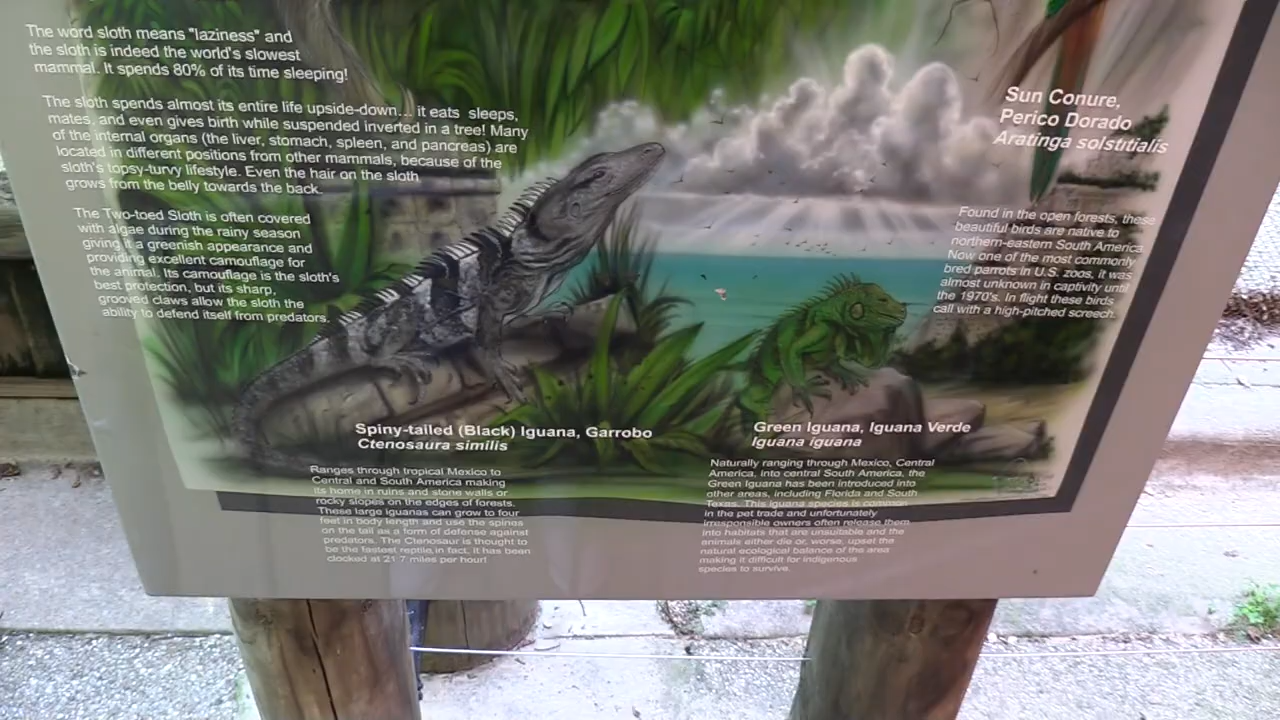 The word sloth means "laziness" and
the sloth is indeed the world's slowest
mammal. It spends 80% of its time sleeping!
The sloth spends almost its entire life upside-down... it eats sleeps,
mates, and even gives birth while suspended inverted in a tree! Many
of the internal organs (the liver, stomach, spleen, and pancreas) are
located in different positions from other mammals, because of the
sloth's topsy-turvy lifestyle. Even the hair on the sloth
grows from the belly towards the back.
The Two-toed Sloth is often covered
with algae during the rainy season
giving it a greenish appearance and
providing excellent camouflage for
the animal. Its camouflage is the sloth's
best protection, but its sharp,
grooved claws allow the sloth the
ability to defend itself from predators.
Sun Conure,
Perico Dorado
Aratinga solstitialis
Found in the open forests, these
beautiful birds are native to
northern-eastern South America
Now one of the most commonly
bred parrots in U.S. zoos, it was
almost unknown in captivity until
the 1970's. In flight these birds
call with a high-pitched screech.
Spiny-tailed (Black) Iguana, Garrobo
Ctenosaura similis
Ranges through tropical Mexico to
Central and South America making
its home in ruins and stone walls or
rocky slopes on the edges of forests.
These large iguanas can grow to four
feet in body length and use the spines
on the tail as a form of defense against
predators. The Ctenosaur is thought to
be the fastest reptile, in fact, it has been
clocked at 21.7 miles per hour!
Green Iguana, Iguana Verde
Iguana iguana
Naturally ranging through Mexico, Central
America, into central South America, the
Green Iguana has been introduced into
other areas, including Florida and South
Texas. This iguana species is common
in the pet trade and unfortunately
irresponsible owners often release them
into habitats that are unsuitable and the
animals either die or, worse, upset the
natural ecological balance of the area
making it difficult for indigenous
species to survive.